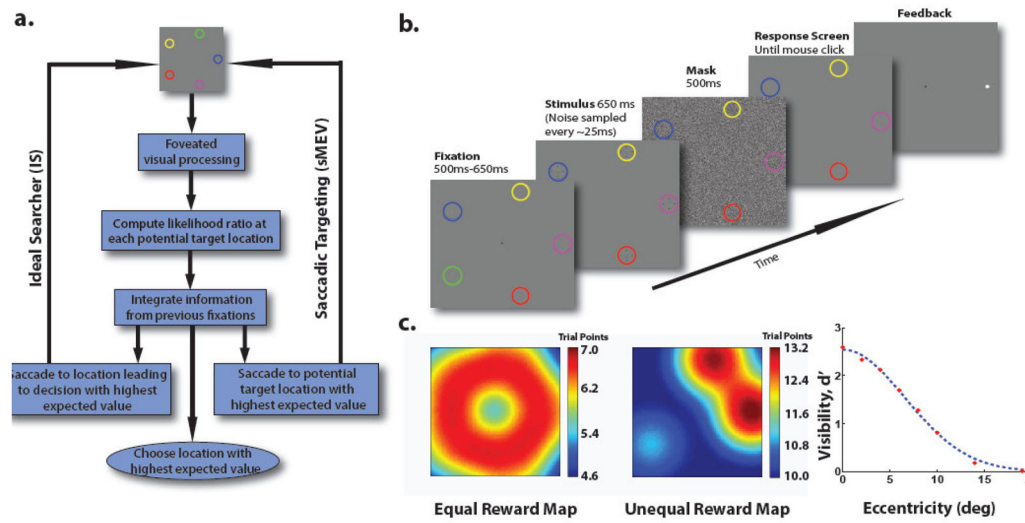 a.
Ideal Searcher (IS)
Saccadic Targeting (sMEV)
Foveated
visual processing
Compute likelihood ratio at
each potential target location
Integrate information
from previous fixations
Saccade to location leading
to decision with highest
expected value
Saccade to potential
target location with
highest expected value
Choose location with
highest expected value
b.
Fixation
500ms-650ms
Stimulus 650 ms
(Noise sampled
every ~25ms)
Mask
500ms
Response Screen
Until mouse click
Feedback
Time
c.
Trial Points
7.0
6.2
5.4
4.6
Equal Reward Map
Trial Points
13.2
12.4
11.6
10.8
10.0
Unequal Reward Map
Visibility, d′
3
2
1
0
0
5
10
15
Eccentricity (deg)